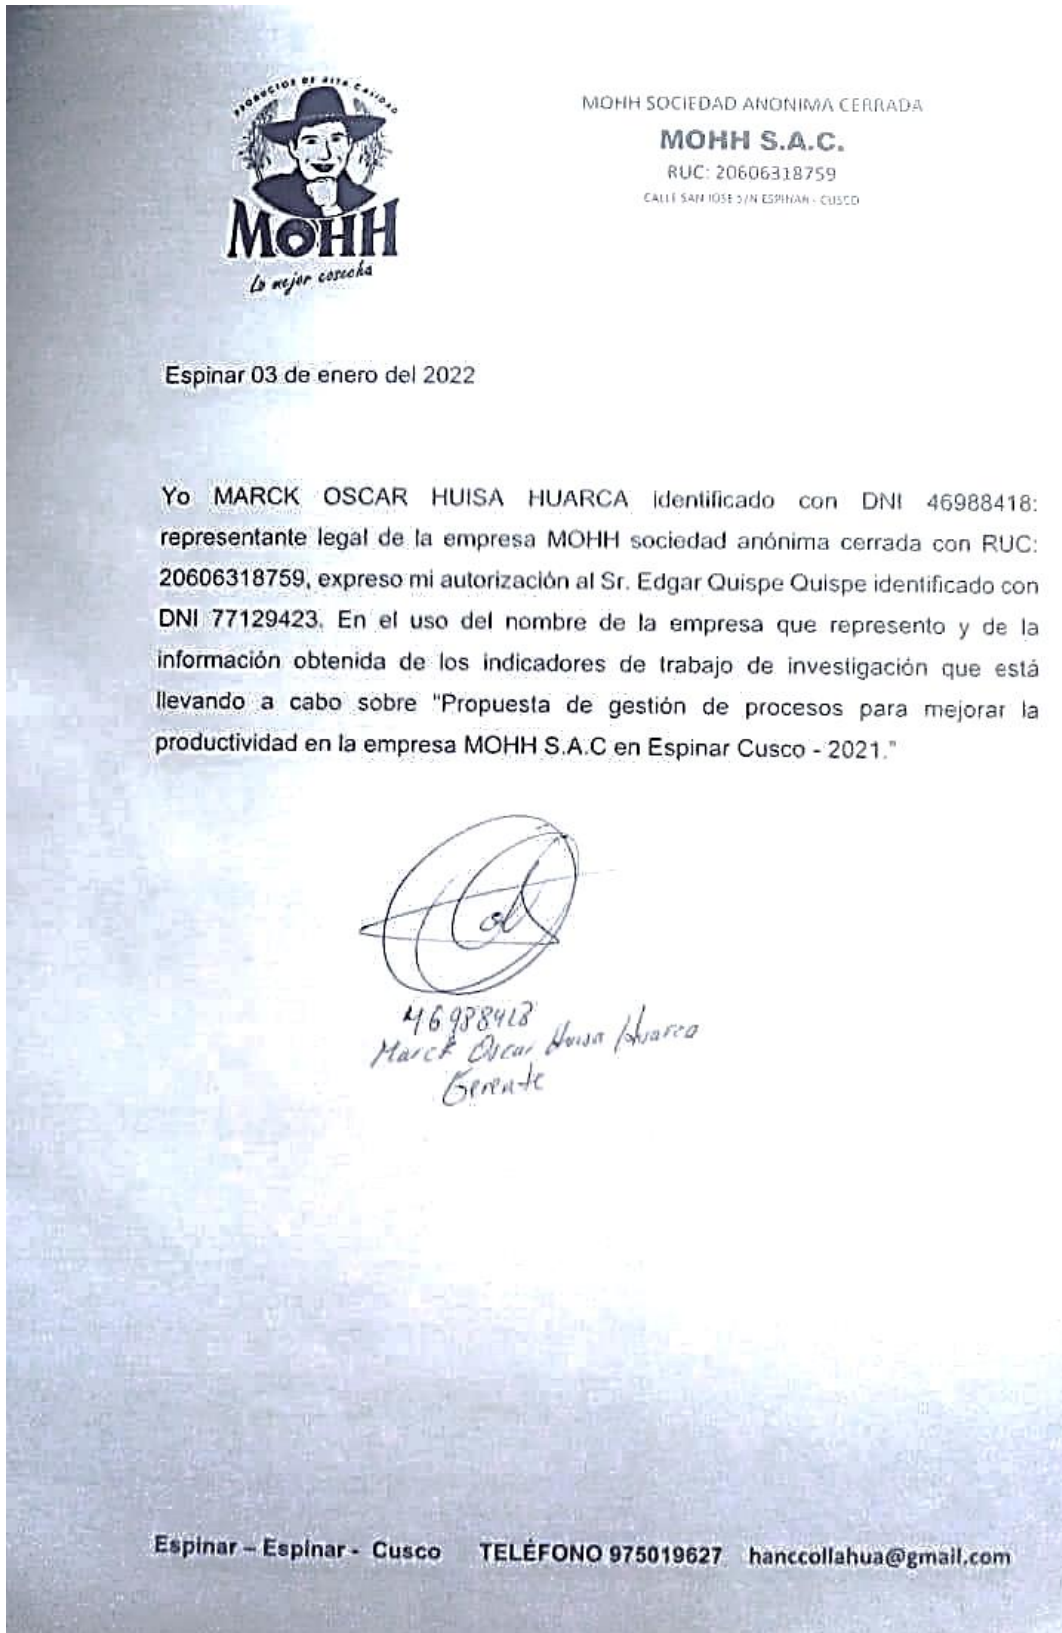 PRODUCTOS DE ALTA CALIDAD
MOHH
Lo mejor cosecha
MOHH SOCIEDAD ANONIMA CERRADA
MOHH S.A.C.
RUC: 20606318759
CALLE SAN JOSE S/N ESPINAR - CUSCO
Espinar 03 de enero del 2022
Yo MARCK OSCAR HUISA HUARCA identificado con DNI 46988418:
representante legal de la empresa MOHH sociedad anónima cerrada con RUC:
20606318759, expreso mi autorización al Sr. Edgar Quispe Quispe identificado con
DNI 77129423. En el uso del nombre de la empresa que represento y de la
información obtenida de los indicadores de trabajo de investigación que está
llevando a cabo sobre "Propuesta de gestión de procesos para mejorar la
productividad en la empresa MOHH S.A.C en Espinar Cusco - 2021."
46988418
Marck Oscar Huisa Huarca
Gerente
Espinar – Espinar - Cusco TELÉFONO 975019627 hanccollahua@gmail.com